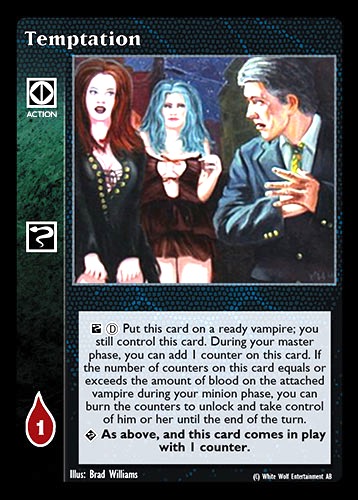 Temptation
ACTION
D Put this card on a ready vampire; you
still control this card. During your master
phase, you can add 1 counter on this card. If
the number of counters on this card equals or
exceeds the amount of blood on the attached
vampire during your minion phase, you can
burn the counters to unlock and take control
of him or her until the end of the turn.
As above, and this card comes in play
with 1 counter.
1
Illus: Brad Williams
(C) White Wolf Entertainment AB